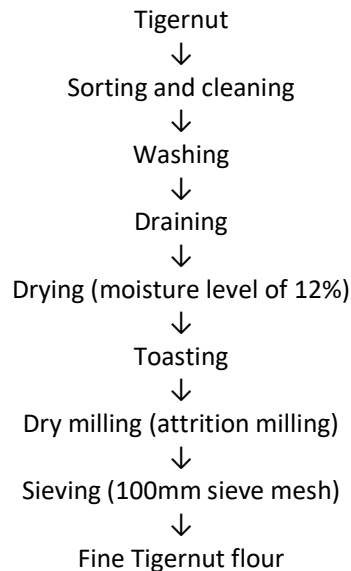 Tigernut
↓
Sorting and cleaning
↓
Washing
↓
Draining
↓
Drying (moisture level of 12%)
↓
Toasting
↓
Dry milling (attrition milling)
↓
Sieving (100mm sieve mesh)
↓
Fine Tigernut flour